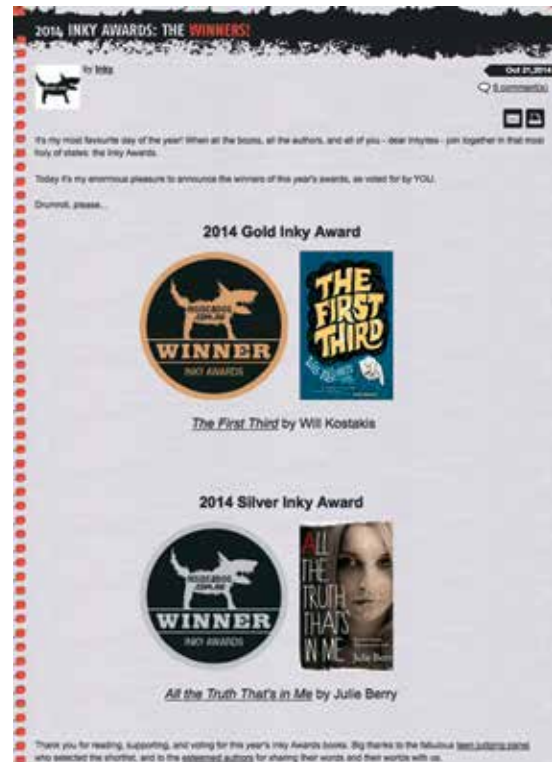 2014 INKY AWARDS: THE WINNERS!
by Inky
Oct 21, 2014
It's my most favourite day of the year! When all the books, all the authors, and all of you - dear Inkyites - join together in that most
holy of states: the Inky Awards.
Today it's my enormous pleasure to announce the winners of this year's awards, as voted for by YOU.
Drumroll, please...
2014 Gold Inky Award
INSIDEADOG
.COM.AU
WINNER
INKY AWARDS
THE
FIRST
THIRD
The First Third by Will Kostakis
2014 Silver Inky Award
INSIDEADOG
.COM.AU
WINNER
INKY AWARDS
ALL
THE
TRUTH
THAT'S
IN ME
Julie Berry
All the Truth That's in Me by Julie Berry
Thank you for reading, supporting, and voting for this year's Inky Awards books. Big thanks to the fabulous teen judging panel
who selected the shortlist, and to the esteemed authors for sharing their words and their worlds with us.